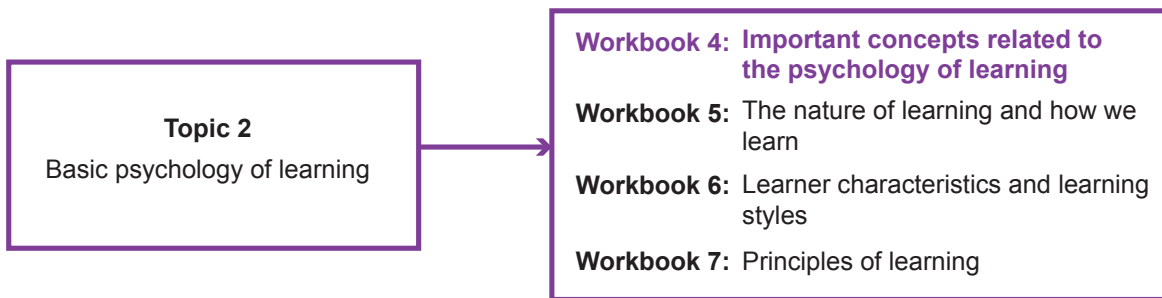 Topic 2
Basic psychology of learning
Workbook 4: Important concepts related to
the psychology of learning
Workbook 5: The nature of learning and how we
learn
Workbook 6: Learner characteristics and learning
styles
Workbook 7: Principles of learning